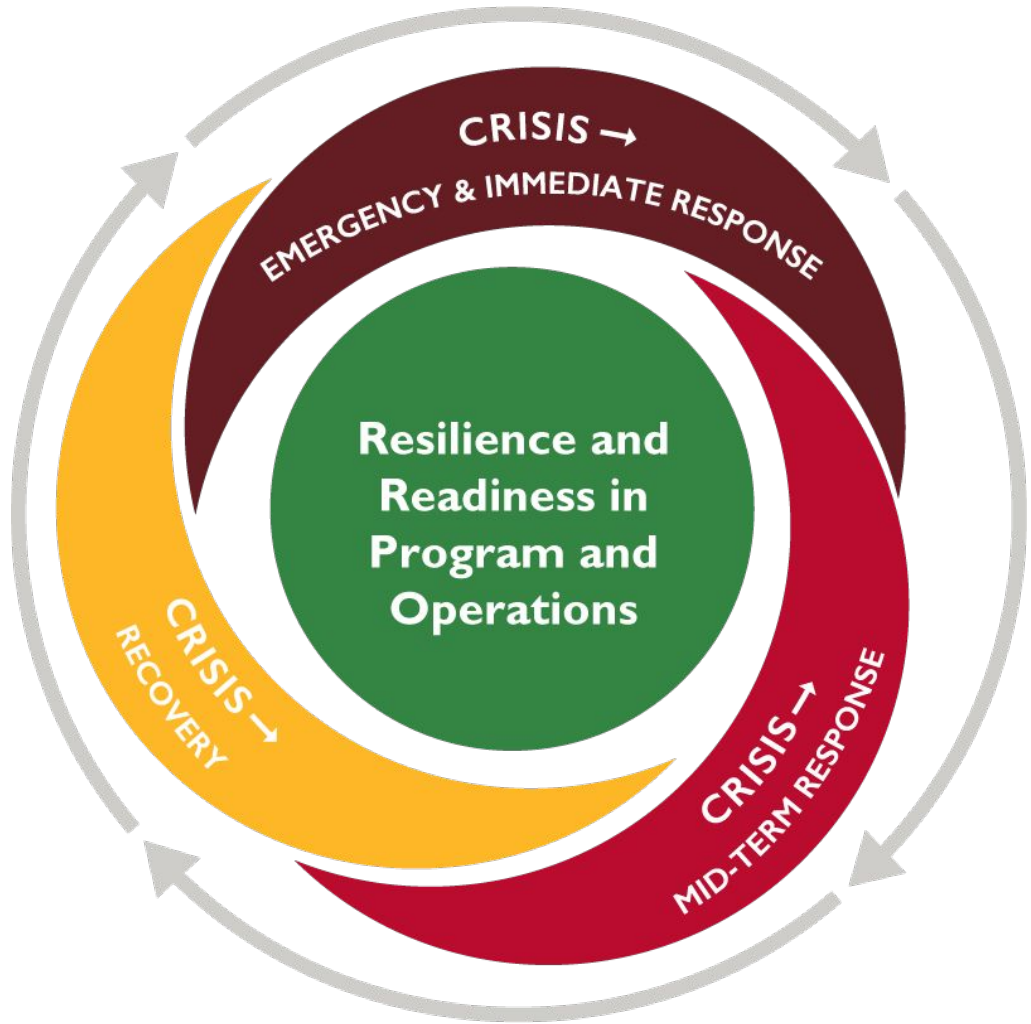 CRISIS →
EMERGENCY & IMMEDIATE RESPONSE
Resilience and
Readiness in
Program and
Operations
CRISIS →
MID-TERM RESPONSE
CRISIS →
RECOVERY